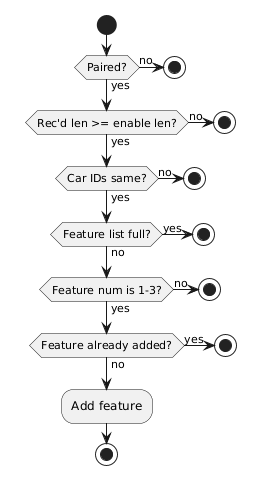 Paired?
no
yes
Rec'd len >= enable len?
no
yes
Car IDs same?
no
yes
Feature list full?
yes
no
Feature num is 1-3?
no
yes
Feature already added?
yes
no
Add feature